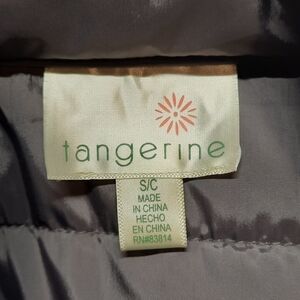 tangerine
S/C
MADE
IN CHINA
HECHO
EN CHINA
RN#83814